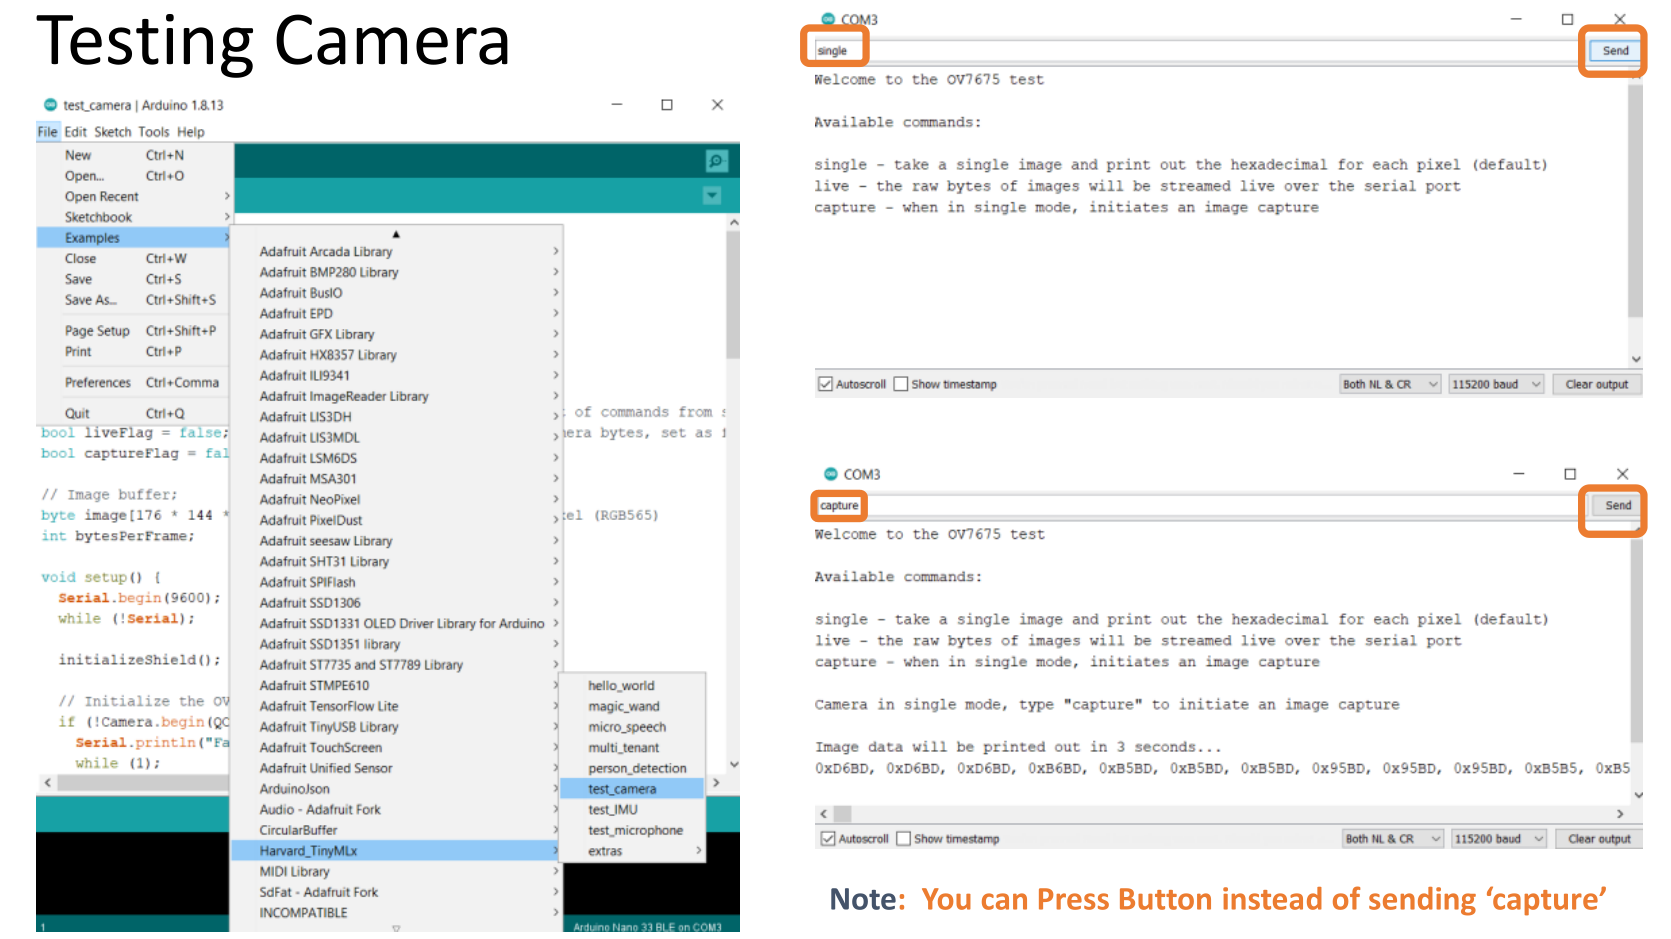 Testing Camera
test_camera | Arduino 1.8.13
File Edit Sketch Tools Help
New Ctrl+N
Open... Ctrl+O
Open Recent
Sketchbook
Examples
Close Ctrl+W
Save Ctrl+S
Save As... Ctrl+Shift+S
Page Setup Ctrl+Shift+P
Print Ctrl+P
Preferences Ctrl+Comma
Quit Ctrl+Q
Adafruit Arcada Library
Adafruit BMP280 Library
Adafruit BusIO
Adafruit EPD
Adafruit GFX Library
Adafruit HX8357 Library
Adafruit ILI9341
Adafruit ImageReader Library
Adafruit LIS3DH
Adafruit LIS3MDL
Adafruit LSM6DS
Adafruit MSA301
Adafruit NeoPixel
Adafruit PixelDust
Adafruit seesaw Library
Adafruit SHT31 Library
Adafruit SPIFlash
Adafruit SSD1306
Adafruit SSD1331 OLED Driver Library for Arduino
Adafruit SSD1351 library
Adafruit ST7735 and ST7789 Library
Adafruit STMPE610
Adafruit TensorFlow Lite
Adafruit TinyUSB Library
Adafruit TouchScreen
Adafruit Unified Sensor
ArduinoJson
Audio - Adafruit Fork
CircularBuffer
Harvard_TinyMLx
MIDI Library
SdFat - Adafruit Fork
INCOMPATIBLE
hello_world
magic_wand
micro_speech
multi_tenant
person_detection
test_camera
test_IMU
test_microphone
extras
of commands from
bool liveFlag = false;
bytes, set as
bool captureFlag =
// Image buffer;
byte image[176 * 144 *
(RGB565)
int bytesPerFrame;
void setup() {
Serial.begin(9600);
while (!Serial);
initializeShield();
// Initialize the OV
if (!Camera.begin(QC
Serial.println("Fa
while (1);
1
Arduino Nano 33 BLE on COM3
COM3
single Send
Welcome to the OV7675 test
Available commands:
single - take a single image and print out the hexadecimal for each pixel (default)
live - the raw bytes of images will be streamed live over the serial port
capture - when in single mode, initiates an image capture
Autoscroll Show timestamp Both NL & CR 115200 baud Clear output
COM3
capture Send
Welcome to the OV7675 test
Available commands:
single - take a single image and print out the hexadecimal for each pixel (default)
live - the raw bytes of images will be streamed live over the serial port
capture - when in single mode, initiates an image capture
Camera in single mode, type "capture" to initiate an image capture
Image data will be printed out in 3 seconds...
0xD6BD, 0xD6BD, 0xD6BD, 0xB6BD, 0xB5BD, 0xB5BD, 0xB5BD, 0x95BD, 0x95BD, 0x95BD, 0xB5B5, 0xB5
Autoscroll Show timestamp Both NL & CR 115200 baud Clear output
Note: You can Press Button instead of sending ‘capture’